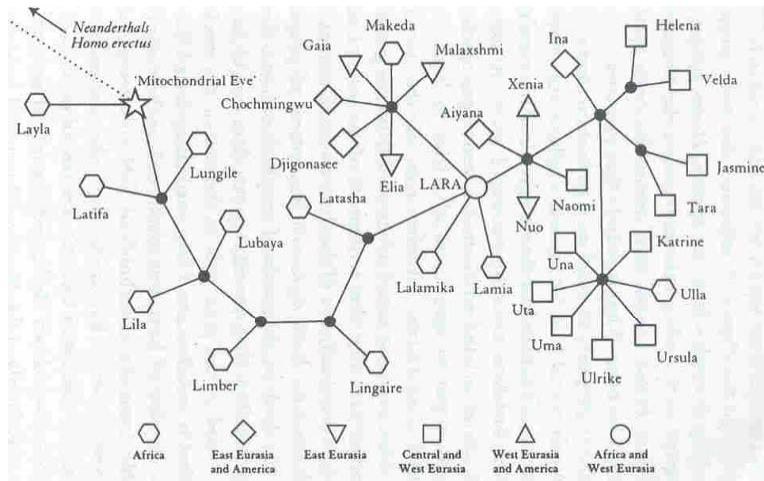 Neanderthals
Homo erectus
'Mitochondrial Eve'
Layla
Lungile
Latifa
Lubaya
Lila
Limber
Lingaire
Latasha
Gaia
Makeda
Malaxshmi
Chochmingwu
Djigonasee
Elia
LARA
Lalamika
Lamia
Aiyana
Xenia
Naomi
Nuo
Ina
Helena
Velda
Jasmine
Tara
Una
Katrine
Uta
Ulla
Uma
Ursula
Ulrike
Africa
East Eurasia
and America
East Eurasia
Central and
West Eurasia
West Eurasia
and America
Africa and
West Eurasia